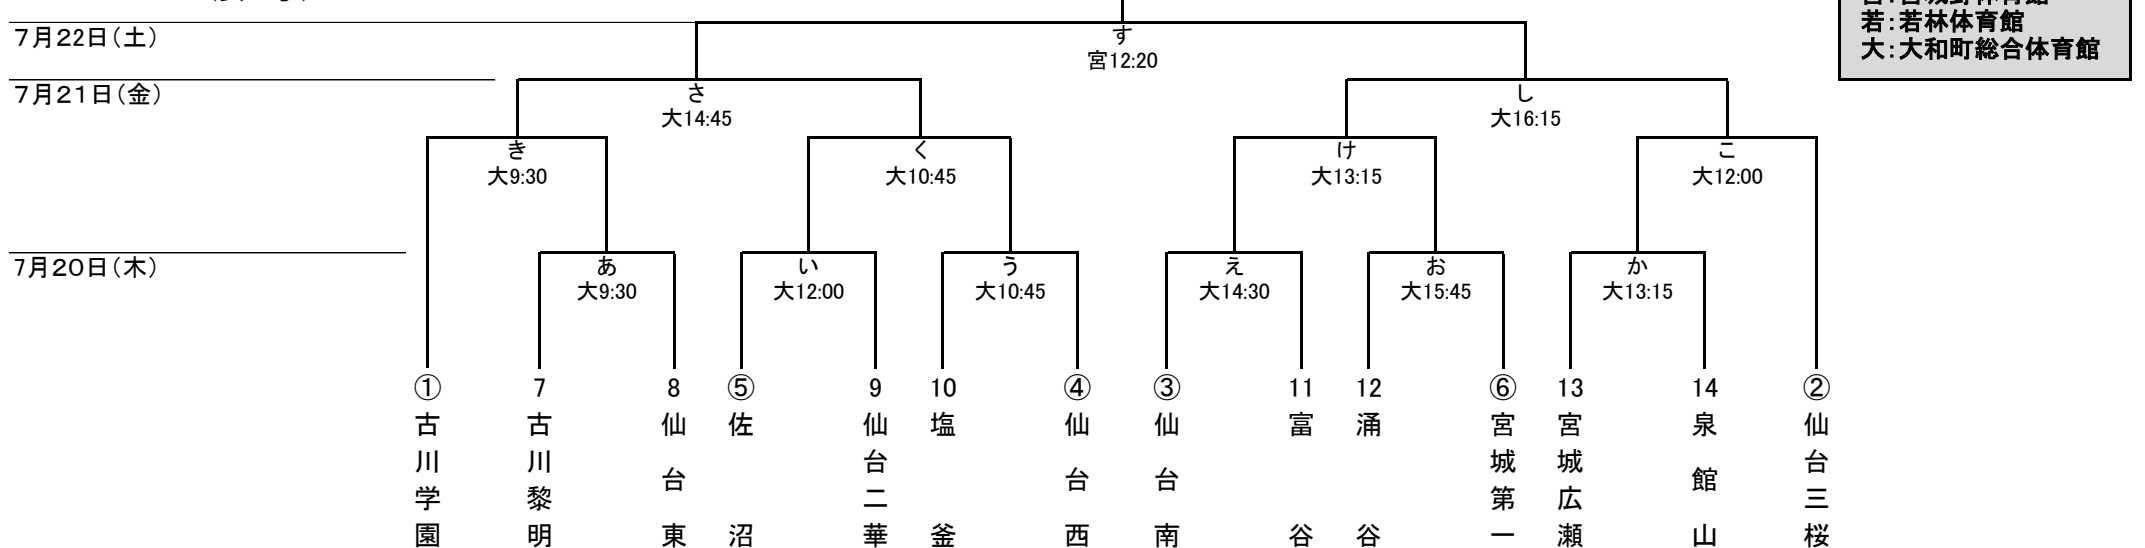 7月22日(土)
す
宮12:20
若:若林体育館
大:大和町総合体育館
7月21日(金)
さ
大14:45
し
大16:15
き
大9:30
く
大10:45
け
大13:15
こ
大12:00
7月20日(木)
あ
大9:30
い
大12:00
う
大10:45
え
大14:30
お
大15:45
か
大13:15
①
古川学園
7
古川黎明
8
仙台東
⑤
佐沼
9
仙台二華
10
塩釜
④
仙台西
③
仙台南
11
富谷
12
涌谷
⑥
宮城第一
13
宮城広瀬
14
泉館山
②
仙台三桜